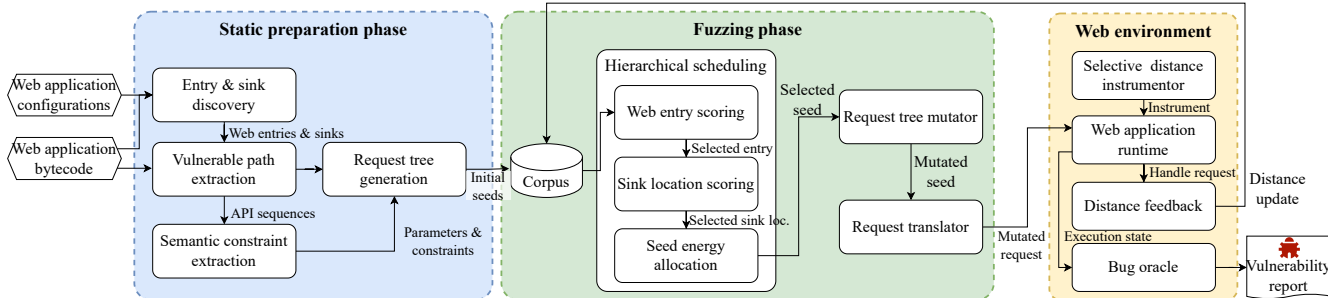 Static preparation phase
Web application
configurations
Web application
bytecode
Entry & sink
discovery
Web entries & sinks
Vulnerable path
extraction
API sequences
Semantic constraint
extraction
Request tree
generation
Parameters &
constraints
Initial
seeds
Fuzzing phase
Corpus
Hierarchical scheduling
Web entry scoring
Selected entry
Sink location scoring
Selected sink loc.
Seed energy
allocation
Selected
seed
Request tree mutator
Mutated
seed
Request translator
Mutated
request
Web environment
Selective distance
instrumentor
Instrument
Web application
runtime
Handle request
Distance feedback
Execution state
Bug oracle
Distance
update
Vulnerability
report